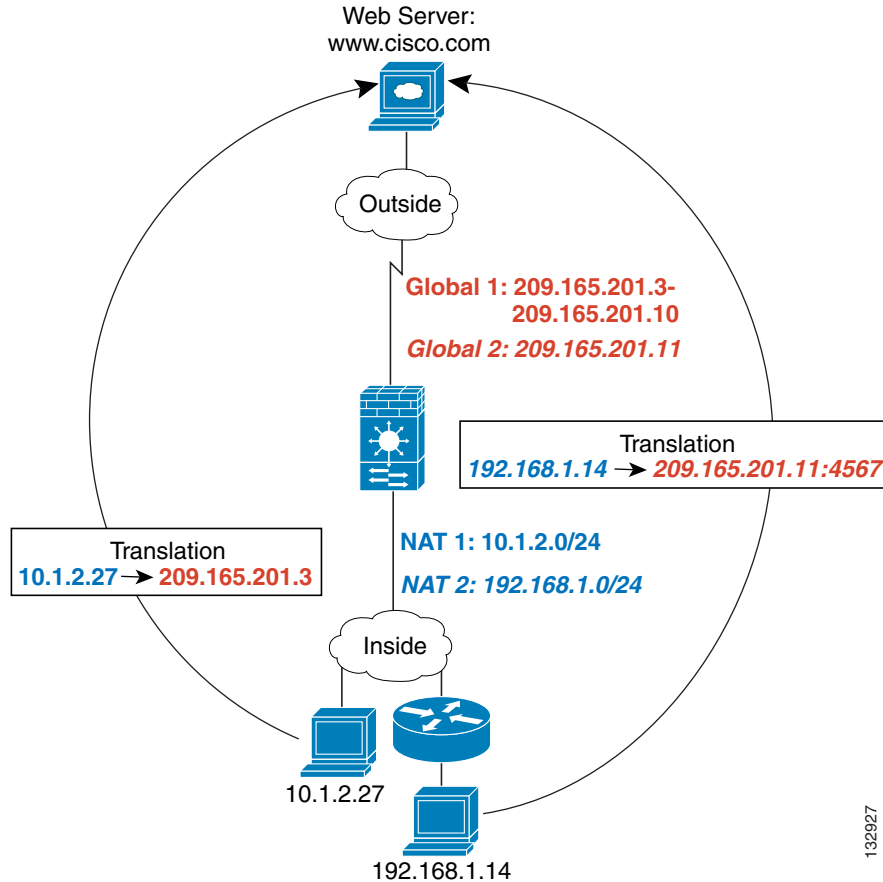 Web Server:
www.cisco.com
Outside
Global 1: 209.165.201.3-
209.165.201.10
Global 2: 209.165.201.11
Translation
192.168.1.14 209.165.201.11:4567
Translation
10.1.2.27 209.165.201.3
NAT 1: 10.1.2.0/24
NAT 2: 192.168.1.0/24
Inside
10.1.2.27
192.168.1.14
132927